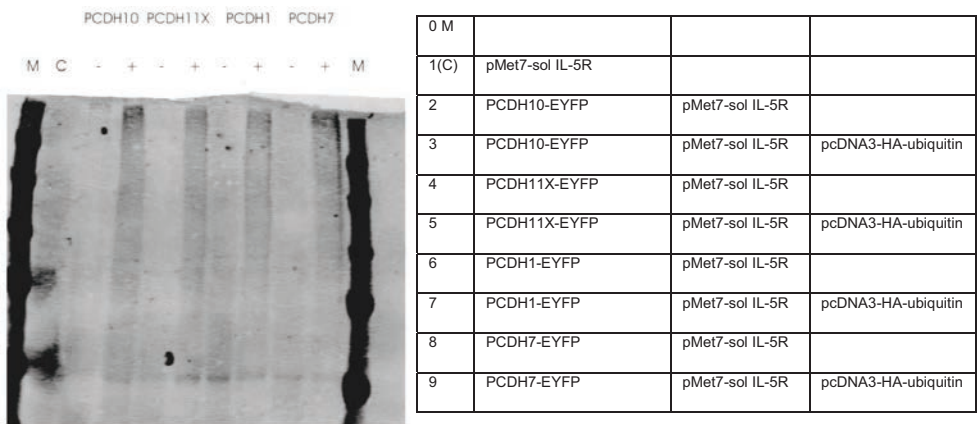 PCDH10 PCDH11X PCDH1 PCDH7
M C - + - + - + - + M
0 M
1(C) pMet7-sol IL-5R
2 PCDH10-EYFP pMet7-sol IL-5R
3 PCDH10-EYFP pMet7-sol IL-5R pcDNA3-HA-ubiquitin
4 PCDH11X-EYFP pMet7-sol IL-5R
5 PCDH11X-EYFP pMet7-sol IL-5R pcDNA3-HA-ubiquitin
6 PCDH1-EYFP pMet7-sol IL-5R
7 PCDH1-EYFP pMet7-sol IL-5R pcDNA3-HA-ubiquitin
8 PCDH7-EYFP pMet7-sol IL-5R
9 PCDH7-EYFP pMet7-sol IL-5R pcDNA3-HA-ubiquitin